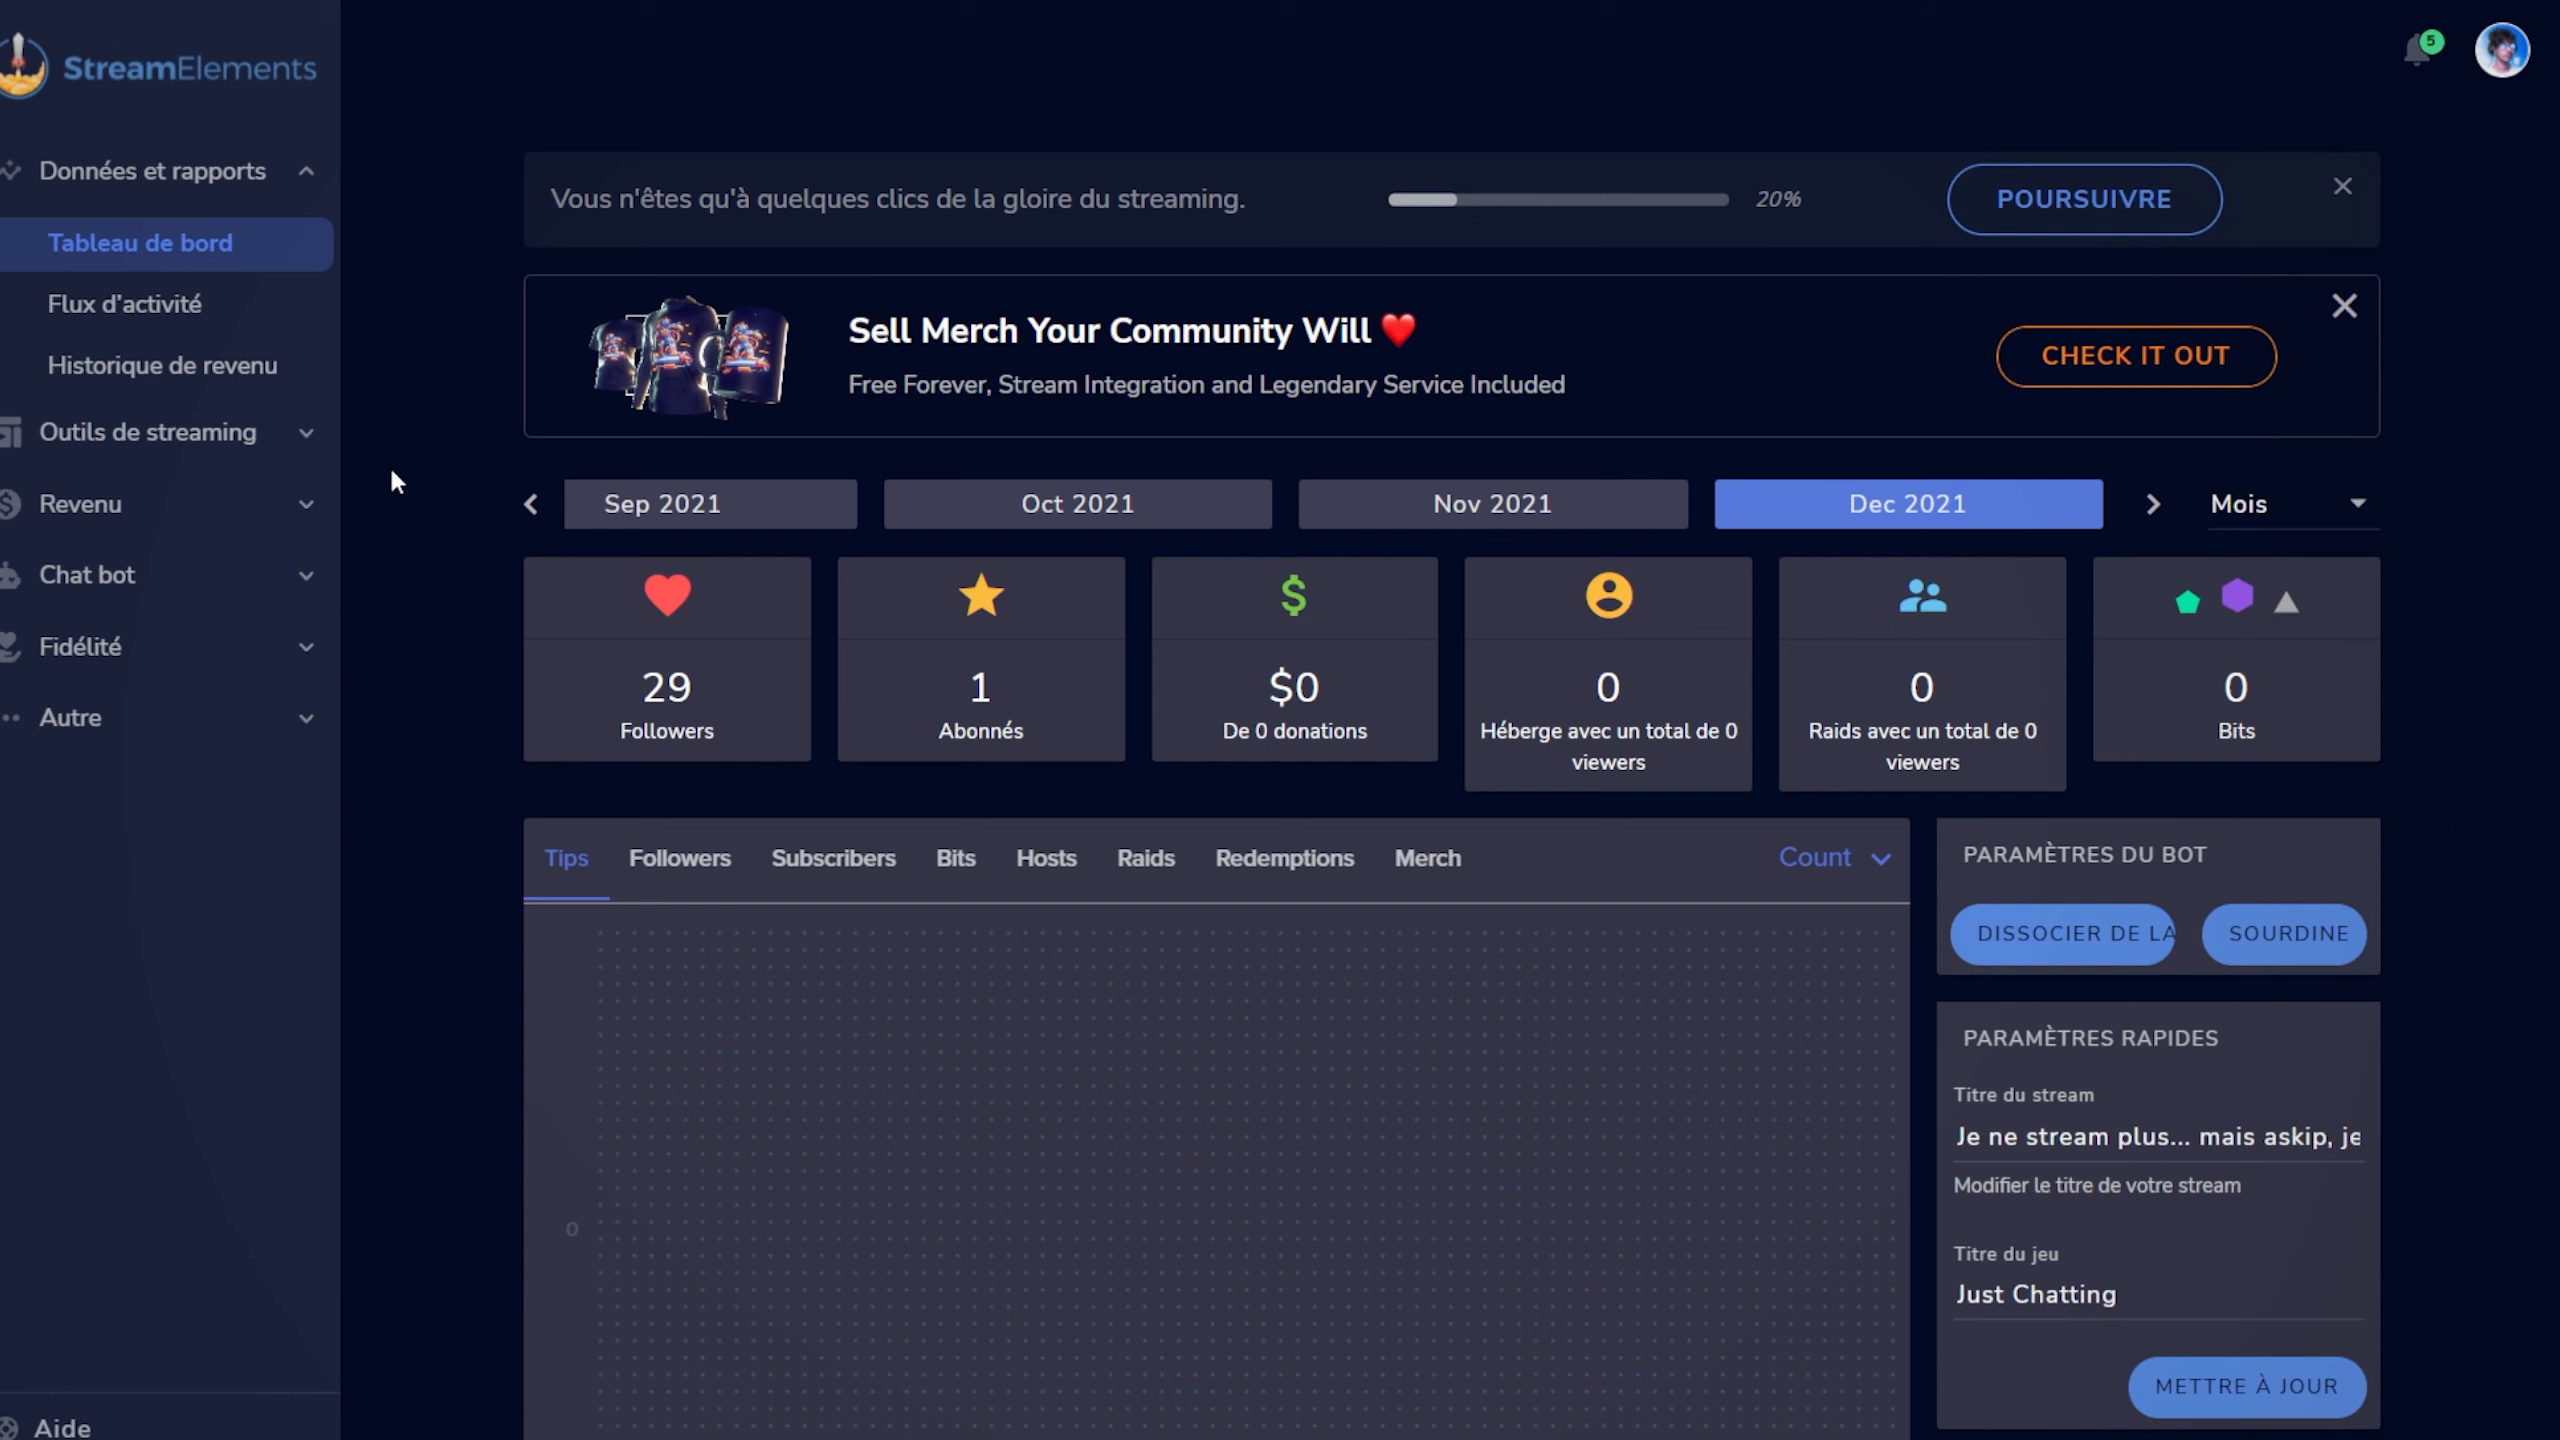 StreamElements
5
Données et rapports
Tableau de bord
Flux d'activité
Historique de revenu
Outils de streaming
Revenu
Chat bot
Fidélité
Autre
Aide
Vous n'êtes qu'à quelques clics de la gloire du streaming.
20%
POURSUIVRE
Sell Merch Your Community Will ❤️
Free Forever, Stream Integration and Legendary Service Included
CHECK IT OUT
Sep 2021
Oct 2021
Nov 2021
Dec 2021
Mois
29
Followers
1
Abonnés
$0
De 0 donations
0
Héberge avec un total de 0
viewers
0
Raids avec un total de 0
viewers
0
Bits
Tips
Followers
Subscribers
Bits
Hosts
Raids
Redemptions
Merch
Count
0
PARAMÈTRES DU BOT
DISSOCIER DE LA
SOURDINE
PARAMÈTRES RAPIDES
Titre du stream
Je ne stream plus... mais askip, je
Modifier le titre de votre stream
Titre du jeu
Just Chatting
METTRE À JOUR